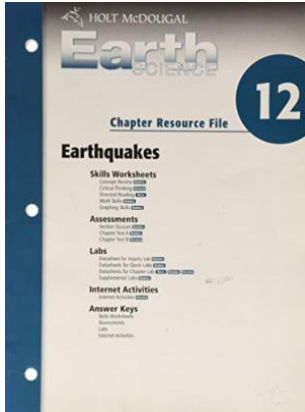 HOLT McDOUGAL
Earth
SCIENCE
12
Chapter Resource File
Earthquakes
Skills Worksheets
Concept Review
Critical Thinking
Directed Reading
Math Skills
Graphing Skills
Assessments
Section Quizzes
Chapter Test A
Chapter Test B
Labs
Datasheet for Inquiry Lab
Datasheets for Quick Labs
Datasheets for Chapter Lab
Supplemental Labs
Internet Activities
Internet Activities
Answer Keys
Skills Worksheets
Assessments
Labs
Internet Activities